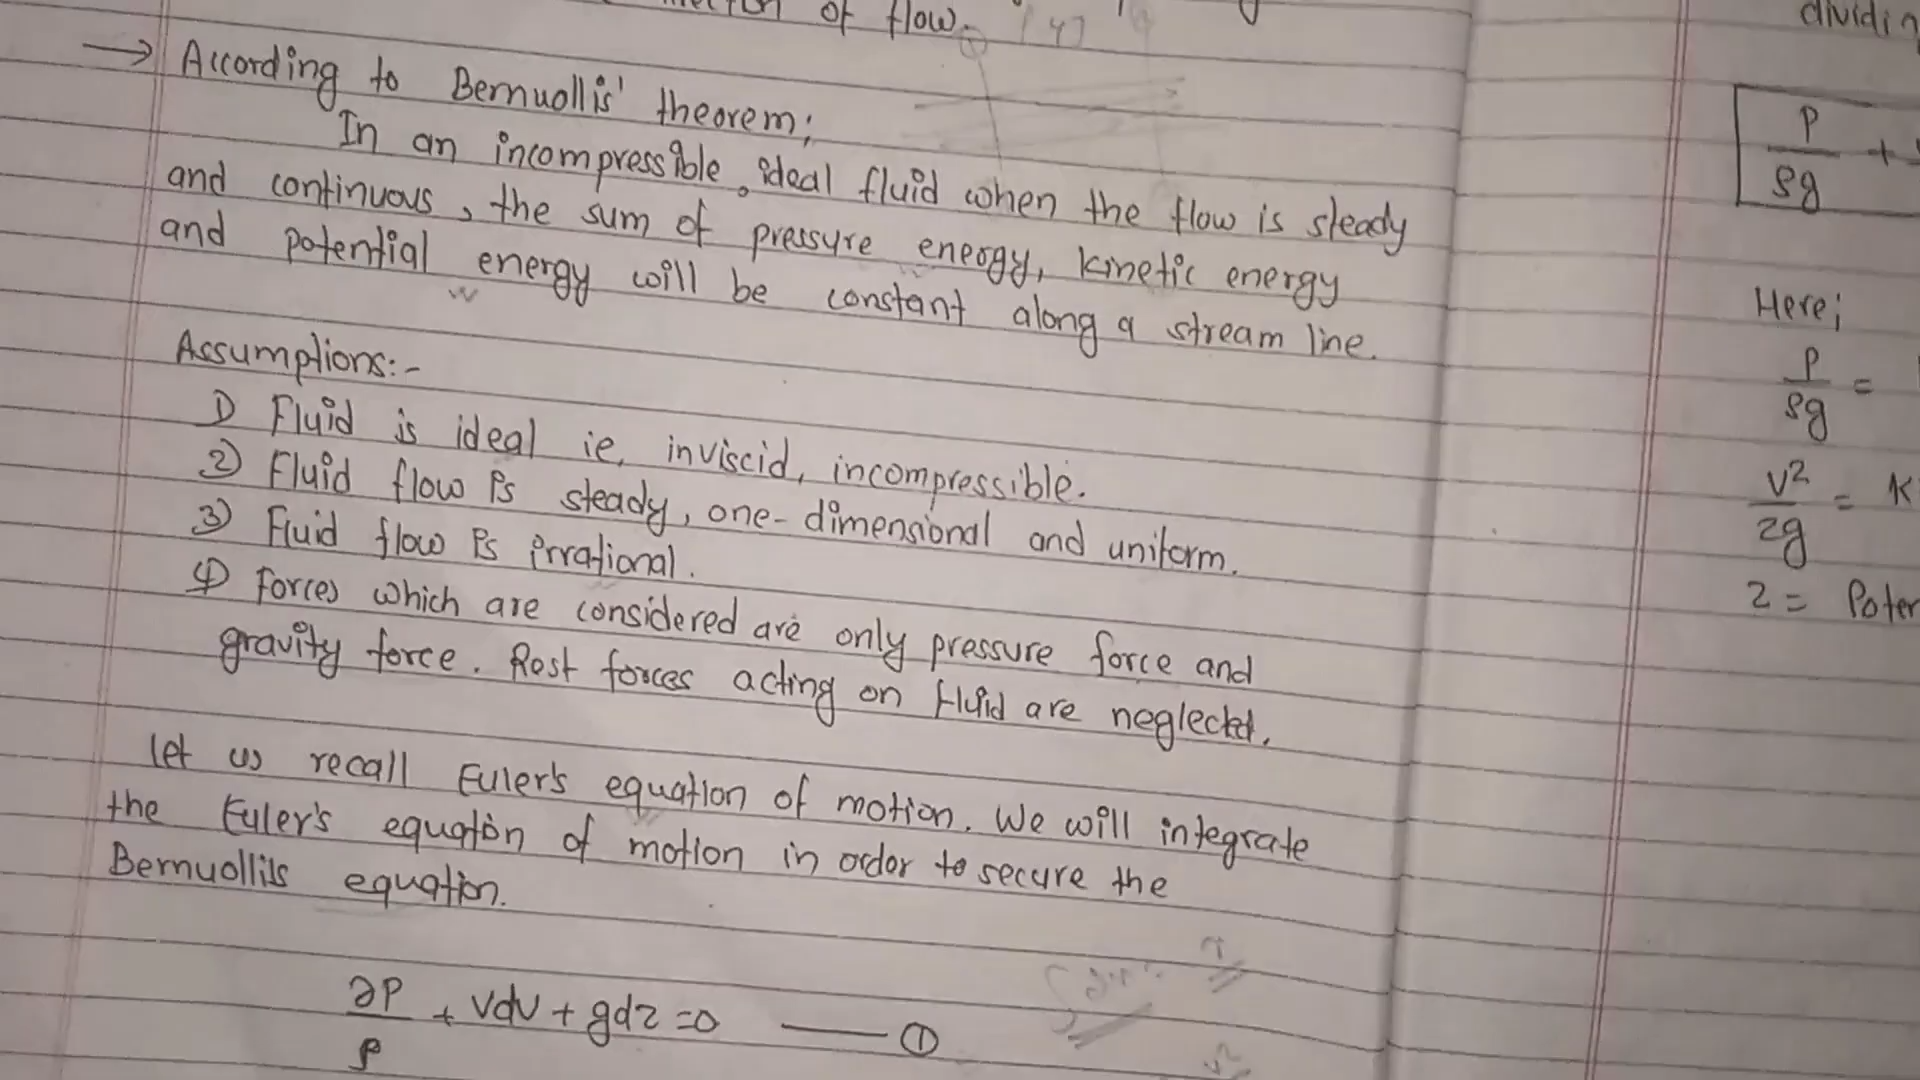 of flow.
→ According to Bernuollis' theorem;
In an incompressible, ideal fluid when the flow is steady
and continuous, the sum of pressure energy, kinetic energy
and potential energy will be constant along a stream line.
Assumptions:-
1) Fluid is ideal ie, inviscid, incompressible.
2) Fluid flow is steady, one-dimensional and uniform.
3) Fluid flow is irrational.
4) Forces which are considered are only pressure force and
gravity force. Rest forces acting on fluid are neglected.
Let us recall Euler's equation of motion. We will integrate
the Euler's equation of motion in order to secure the
Bernuollils equation.
∂P/ρ + vdv + gdz = 0 —— ①
dividin
P/ρg +
Here;
P/ρg =
v²/2g = K
z = Poten